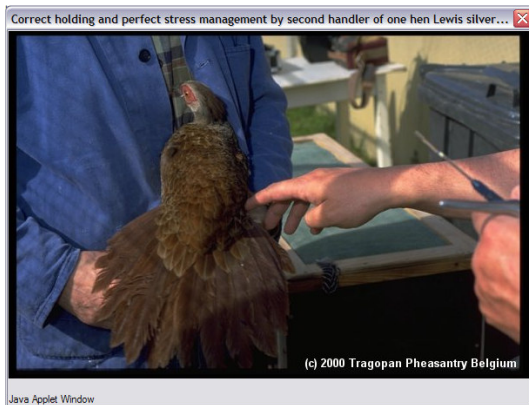 Correct holding and perfect stress management by second handler of one hen Lewis silver...
(c) 2000 Tragopan Pheasantry Belgium
Java Applet Window